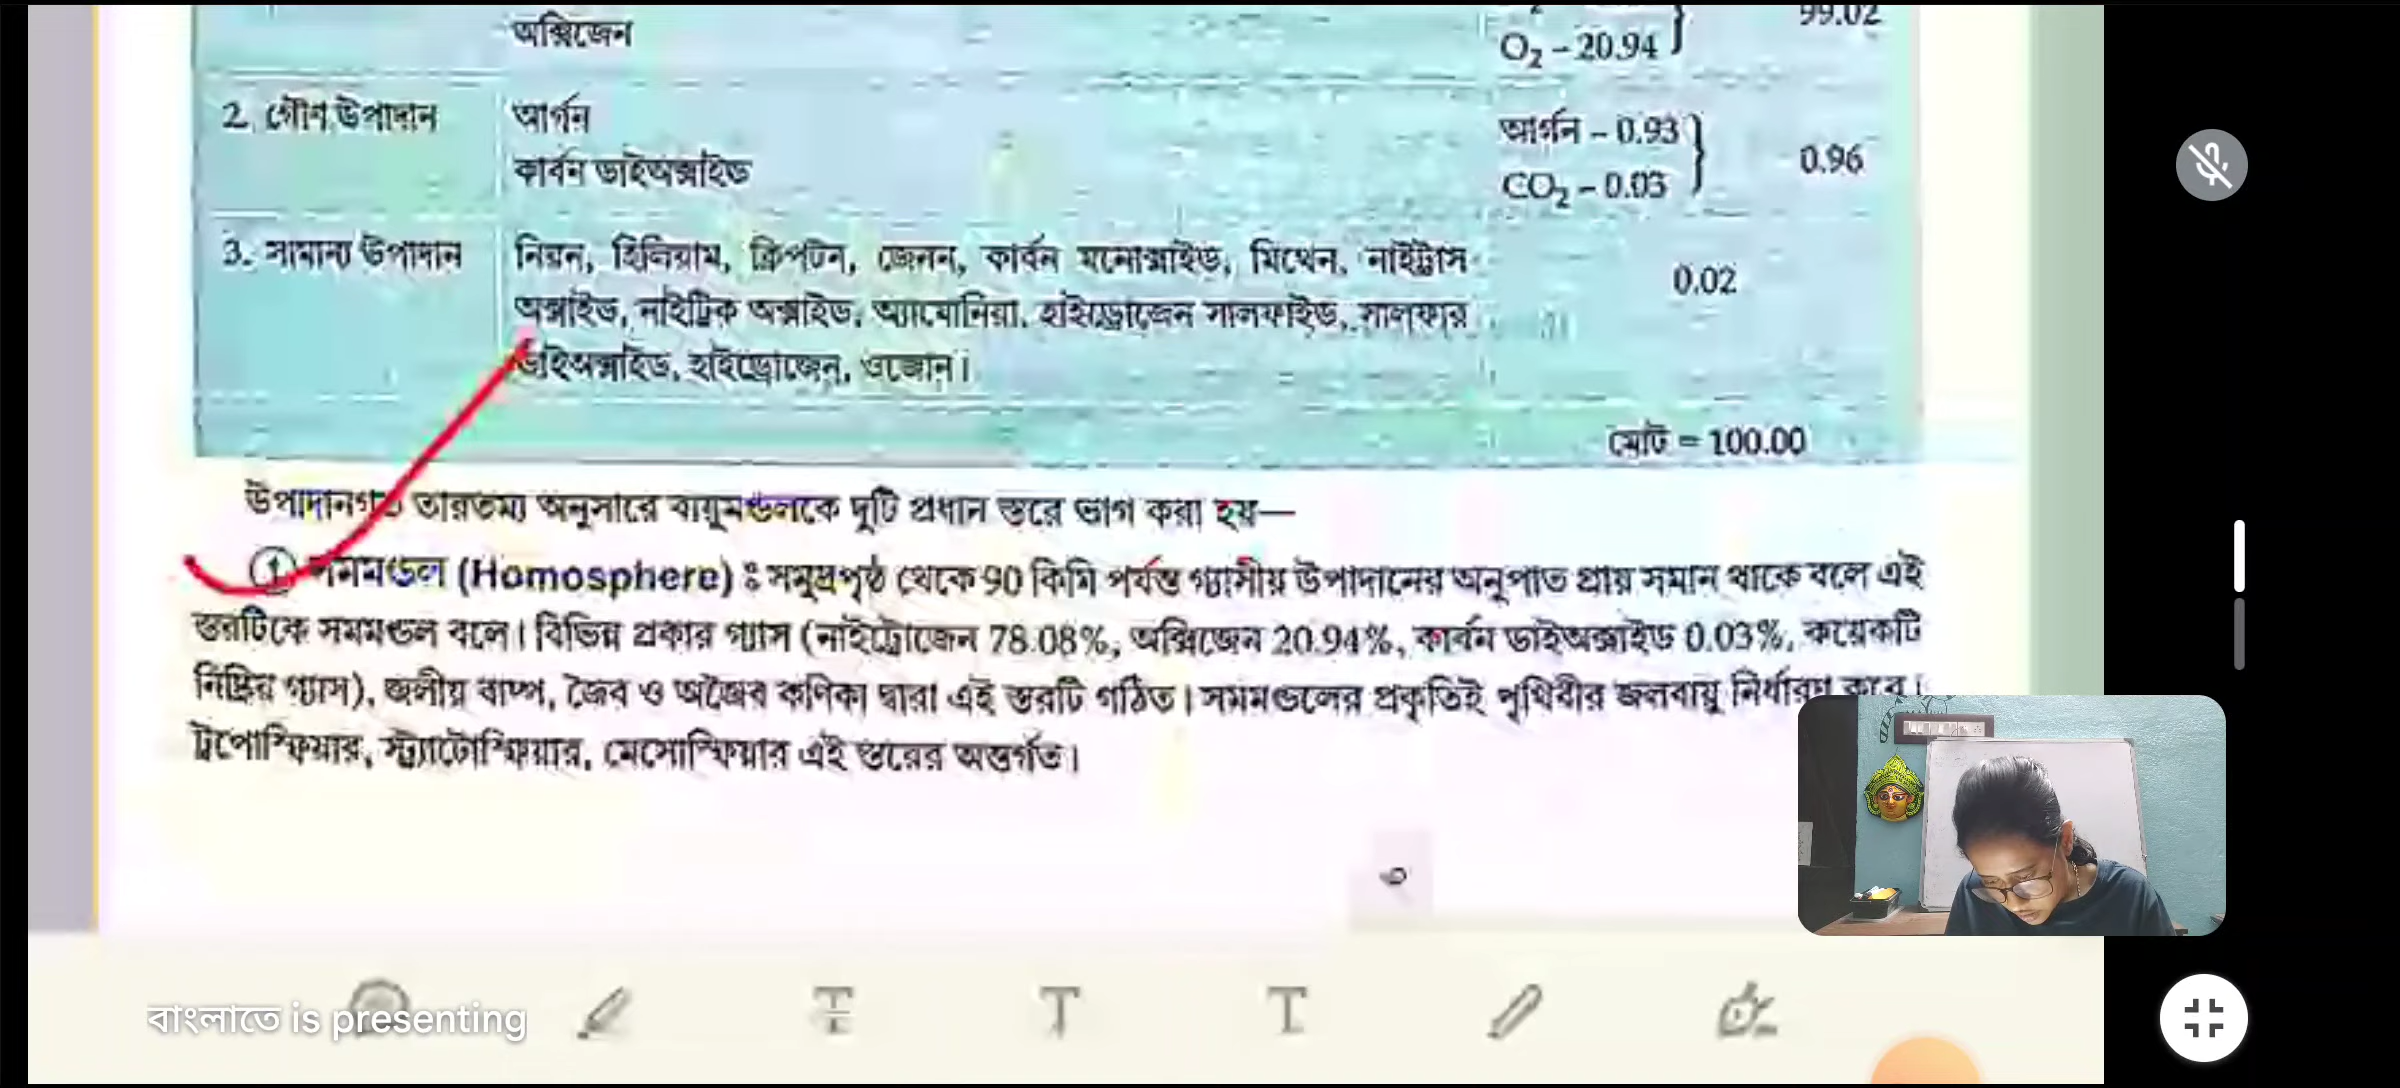 অক্সিজেন
O₂ – 20.94 }
99.02
2. গৌণ উপাদান
আর্গন
কার্বন ডাইঅক্সাইড
আর্গন – 0.93
CO₂ – 0.03 }
0.96
3. সামান্য উপাদান
নিয়ন, হিলিয়াম, ক্রিপটন, জেনন, কার্বন মনোক্সাইড, মিথেন, নাইট্রাস
অক্সাইড, নাইট্রিক অক্সাইড, অ্যামোনিয়া, হাইড্রোজেন সালফাইড, সালফার
ডাইঅক্সাইড, হাইড্রোজেন, ওজোন।
0.02
মোট = 100.00
উপাদানগত তারতম্য অনুসারে বায়ুমণ্ডলকে দুটি প্রধান স্তরে ভাগ করা হয়—
① সমমণ্ডল (Homosphere) : সমুদ্রপৃষ্ঠ থেকে 90 কিমি পর্যন্ত গ্যাসীয় উপাদানের অনুপাত প্রায় সমান থাকে বলে এই
স্তরটিকে সমমণ্ডল বলে। বিভিন্ন প্রকার গ্যাস (নাইট্রোজেন 78.08%, অক্সিজেন 20.94%, কার্বন ডাইঅক্সাইড 0.03%, কয়েকটি
নিষ্ক্রিয় গ্যাস), জলীয় বাষ্প, জৈব ও অজৈব কণিকা দ্বারা এই স্তরটি গঠিত। সমমণ্ডলের প্রকৃতিই পৃথিবীর জলবায়ু নির্ধারণ করে।
ট্রপোস্ফিয়ার, স্ট্র্যাটোস্ফিয়ার, মেসোস্ফিয়ার এই স্তরের অন্তর্গত।
বাংলাতে is presenting